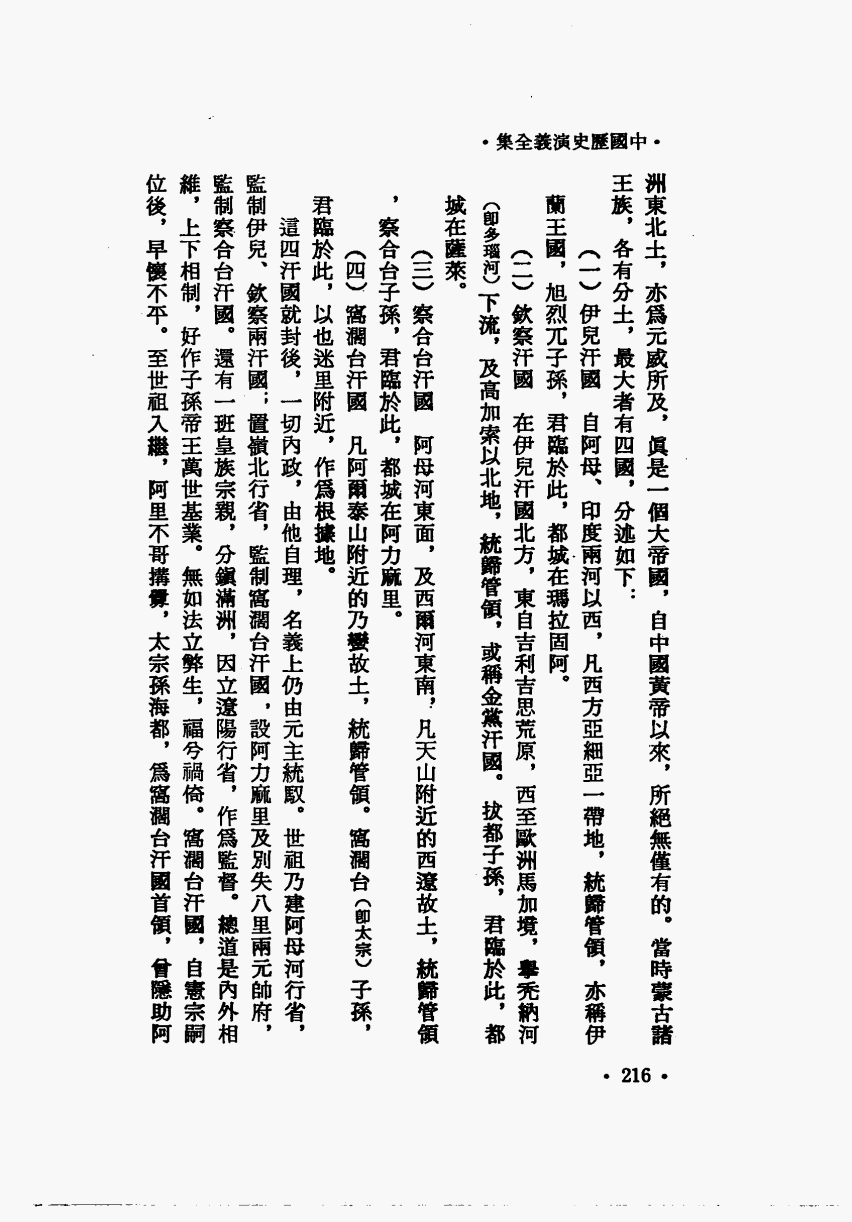 •中國歷史演義全集•
洲東北土，亦爲元威所及，眞是一個大帝國，自中國黃帝以來，所絕無僅有的。當時蒙古諸
王族，各有分土，最大者有四國，分述如下：
（一）伊兒汗國　自阿母、印度兩河以西，凡西方亞細亞一帶地，統歸管領，亦稱伊
蘭王國，旭烈兀子孫，君臨於此，都城在瑪拉固阿。
（二）欽察汗國　在伊兒汗國北方，東自吉利吉思荒原，西至歐洲馬加境，舉禿納河
（卽多瑙河）下流，及高加索以北地，統歸管領，或稱金黨汗國。拔都子孫，君臨於此，都
城在薩萊。
（三）察合台汗國　阿母河東面，及西爾河東南，凡天山附近的西遼故土，統歸管領
，察合台子孫，君臨於此，都城在阿力麻里。
（四）窩濶台汗國　凡阿爾泰山附近的乃蠻故土，統歸管領。窩濶台（卽太宗）子孫，
君臨於此，以也迷里附近，作爲根據地。
這四汗國就封後，一切內政，由他自理，名義上仍由元主統馭。世祖乃建阿母河行省，
監制伊兒、欽察兩汗國；置嶺北行省，監制窩濶台汗國，設阿力麻里及別失八里兩元帥府，
監制察合台汗國。還有一班皇族宗親，分鎭滿洲，因立遼陽行省，作爲監督。總道是內外相
維，上下相制，好作子孫帝王萬世基業。無如法立弊生，福兮禍倚。窩濶台汗國，自憲宗嗣
位後，早懷不平。至世祖入繼，阿里不哥搆釁，太宗孫海都，爲窩濶台汗國首領，曾隱助阿
•216•